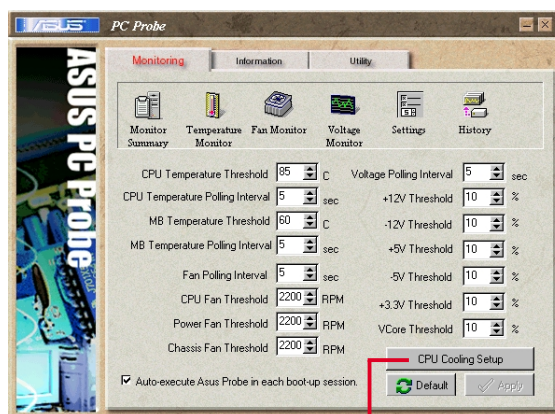 ASUS PC Probe
Monitoring Information Utility
ASUS PC Probe
Monitor Summary
Temperature Monitor
Fan Monitor
Voltage Monitor
Settings
History
CPU Temperature Threshold 85 C
CPU Temperature Polling Interval 5 sec
MB Temperature Threshold 60 C
MB Temperature Polling Interval 5 sec
Fan Polling Interval 5 sec
CPU Fan Threshold 2200 RPM
Power Fan Threshold 2200 RPM
Chassis Fan Threshold 2200 RPM
Auto-execute Asus Probe in each boot-up session.
Voltage Polling Interval 5 sec
+12V Threshold 10 %
-12V Threshold 10 %
+5V Threshold 10 %
-5V Threshold 10 %
+3.3V Threshold 10 %
VCore Threshold 10 %
CPU Cooling Setup
Default Apply